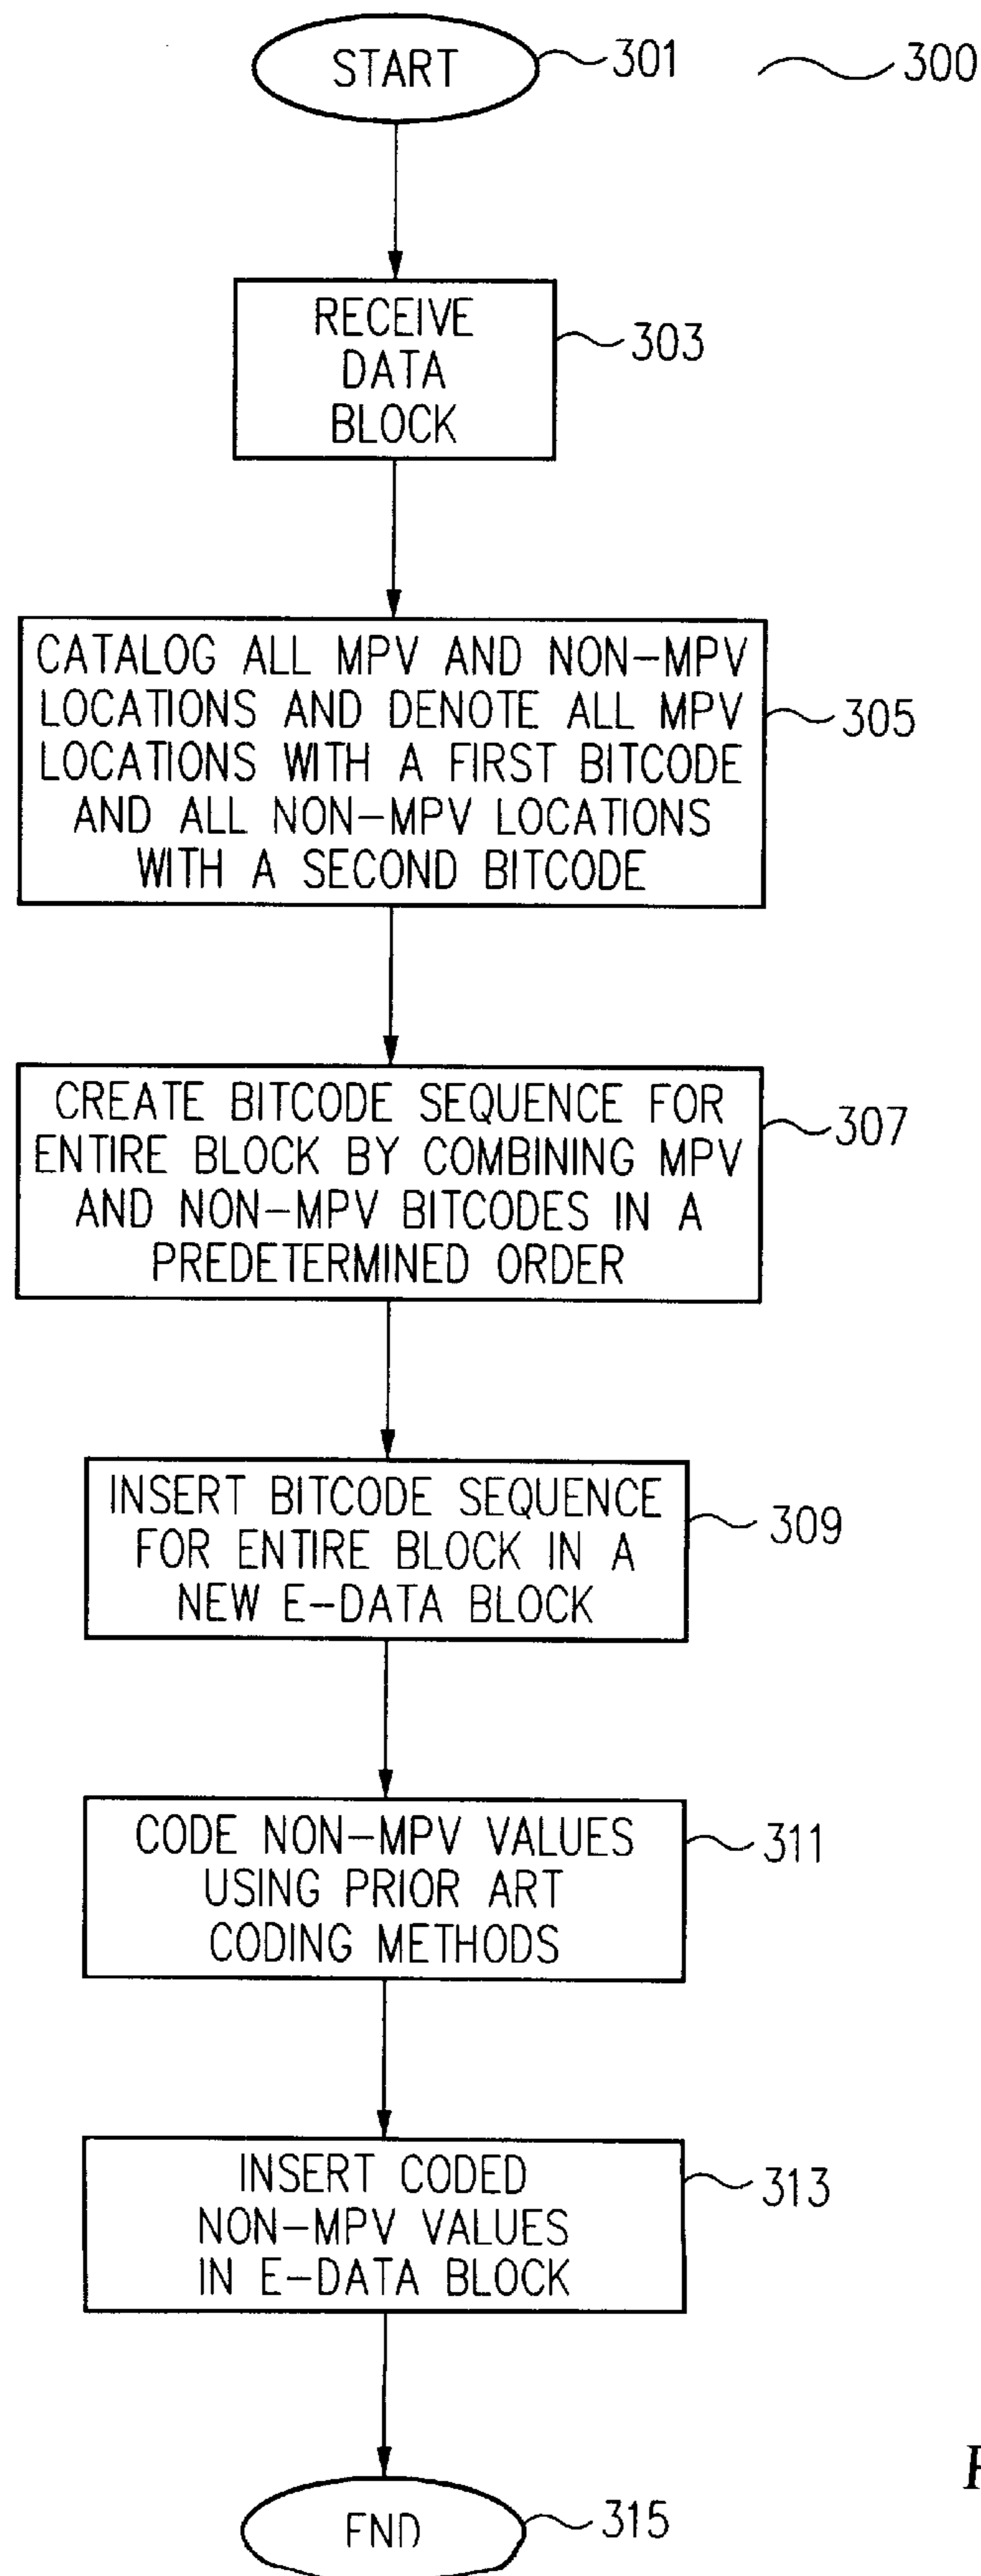 START
301
300
RECEIVE
DATA
BLOCK
303
CATALOG ALL MPV AND NON-MPV
LOCATIONS AND DENOTE ALL MPV
LOCATIONS WITH A FIRST BITCODE
AND ALL NON-MPV LOCATIONS
WITH A SECOND BITCODE
305
CREATE BITCODE SEQUENCE FOR
ENTIRE BLOCK BY COMBINING MPV
AND NON-MPV BITCODES IN A
PREDETERMINED ORDER
307
INSERT BITCODE SEQUENCE
FOR ENTIRE BLOCK IN A
NEW E-DATA BLOCK
309
CODE NON-MPV VALUES
USING PRIOR ART
CODING METHODS
311
INSERT CODED
NON-MPV VALUES
IN E-DATA BLOCK
313
END
315